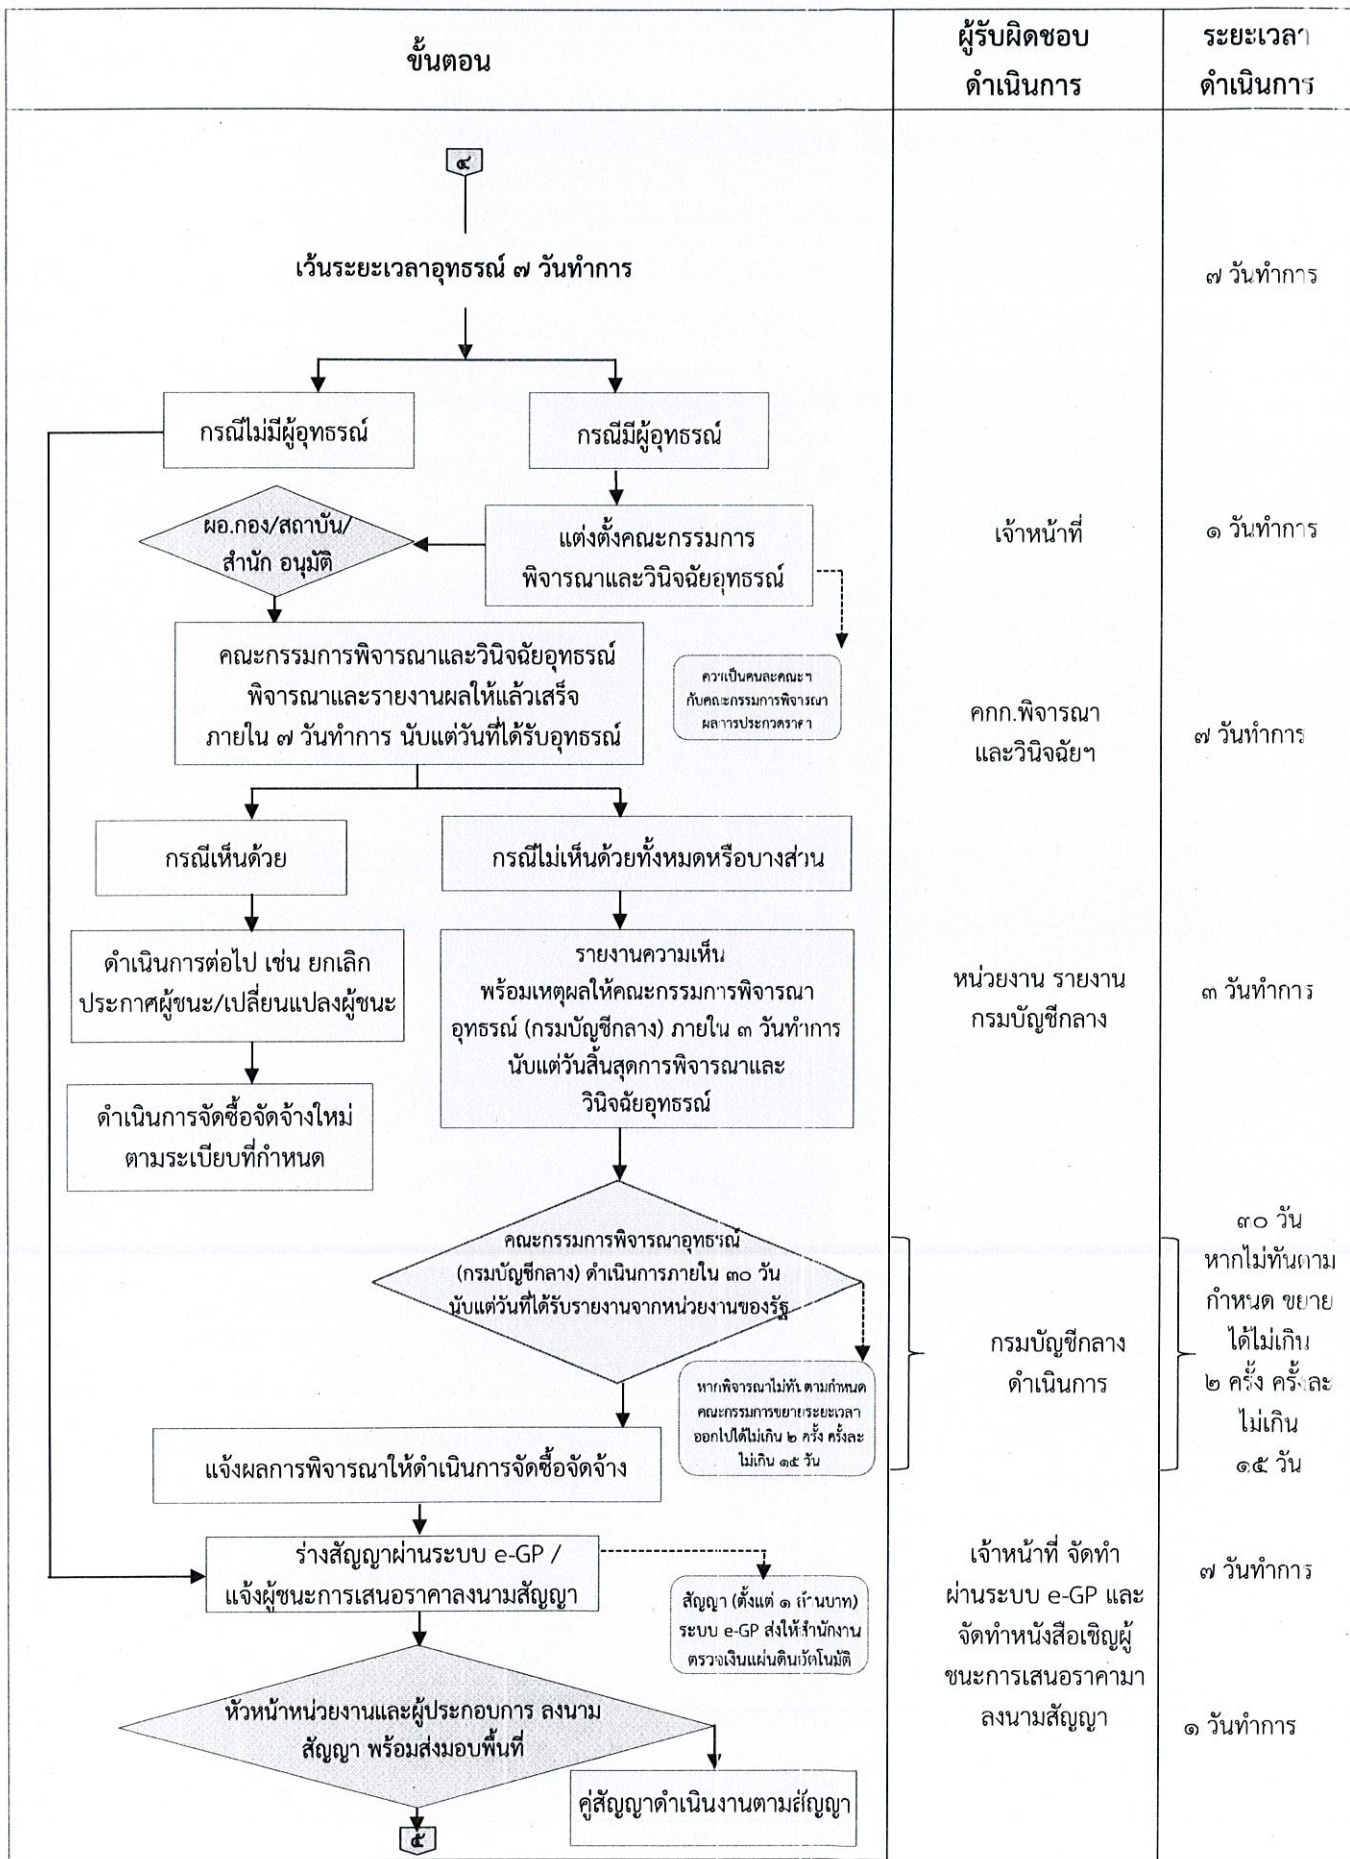 ขั้นตอน
ผู้รับผิดชอบ
ดำเนินการ
ระยะเวลา
ดำเนินการ
๔
เว้นระยะเวลาอุทธรณ์ ๗ วันทำการ
๗ วันทำการ
กรณีไม่มีผู้อุทธรณ์
กรณีมีผู้อุทธรณ์
ผอ.กอง/สถาบัน/
สำนัก อนุมัติ
แต่งตั้งคณะกรรมการ
พิจารณาและวินิจฉัยอุทธรณ์
เจ้าหน้าที่
๑ วันทำการ
คณะกรรมการพิจารณาและวินิจฉัยอุทธรณ์
พิจารณาและรายงานผลให้แล้วเสร็จ
ภายใน ๗ วันทำการ นับแต่วันที่ได้รับอุทธรณ์
ควรเป็นคนละคณะฯ
กับคณะกรรมการพิจารณา
ผลการประกวดราคา
คกก.พิจารณา
และวินิจฉัยฯ
๗ วันทำการ
กรณีเห็นด้วย
กรณีไม่เห็นด้วยทั้งหมดหรือบางส่วน
ดำเนินการต่อไป เช่น ยกเลิก
ประกาศผู้ชนะ/เปลี่ยนแปลงผู้ชนะ
รายงานความเห็น
พร้อมเหตุผลให้คณะกรรมการพิจารณา
อุทธรณ์ (กรมบัญชีกลาง) ภายใน ๓ วันทำการ
นับแต่วันสิ้นสุดการพิจารณาและ
วินิจฉัยอุทธรณ์
หน่วยงาน รายงาน
กรมบัญชีกลาง
๓ วันทำการ
ดำเนินการจัดซื้อจัดจ้างใหม่
ตามระเบียบที่กำหนด
คณะกรรมการพิจารณาอุทธรณ์
(กรมบัญชีกลาง) ดำเนินการภายใน ๓๐ วัน
นับแต่วันที่ได้รับรายงานจากหน่วยงานของรัฐ
หากพิจารณาไม่ทัน ตามกำหนด
คณะกรรมการขยายระยะเวลา
ออกไปได้ไม่เกิน ๒ ครั้ง ครั้งละ
ไม่เกิน ๑๕ วัน
กรมบัญชีกลาง
ดำเนินการ
๓๐ วัน
หากไม่ทันตาม
กำหนด ขยาย
ได้ไม่เกิน
๒ ครั้ง ครั้งละ
ไม่เกิน
๑๕ วัน
แจ้งผลการพิจารณาให้ดำเนินการจัดซื้อจัดจ้าง
ร่างสัญญาผ่านระบบ e-GP /
แจ้งผู้ชนะการเสนอราคาลงนามสัญญา
สัญญา (ตั้งแต่ ๑ ล้านบาท)
ระบบ e-GP ส่งให้สำนักงาน
ตรวจเงินแผ่นดินอัตโนมัติ
เจ้าหน้าที่ จัดทำ
ผ่านระบบ e-GP และ
จัดทำหนังสือเชิญผู้
ชนะการเสนอราคามา
ลงนามสัญญา
๗ วันทำการ
หัวหน้าหน่วยงานและผู้ประกอบการ ลงนาม
สัญญา พร้อมส่งมอบพื้นที่
๑ วันทำการ
คู่สัญญาดำเนินงานตามสัญญา
๕